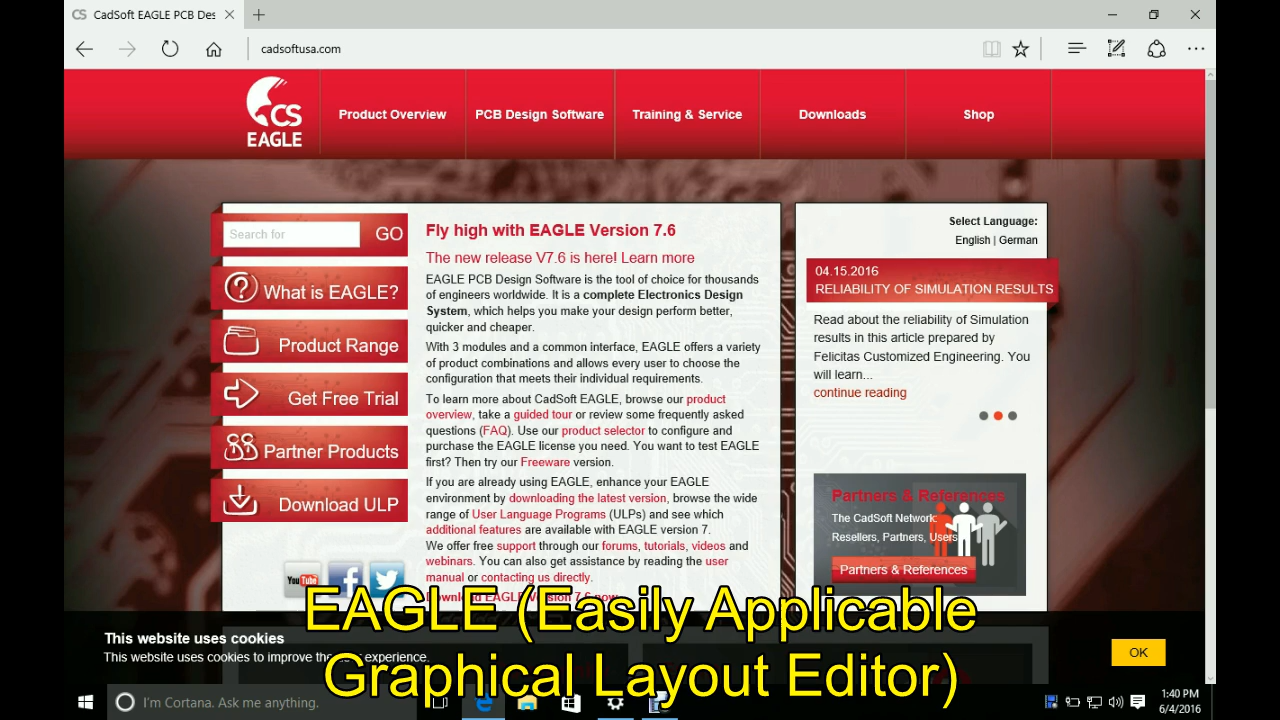 CadSoft EAGLE PCB Des
cadsoftusa.com
CS
EAGLE
Product Overview
PCB Design Software
Training & Service
Downloads
Shop
Search for
GO
What is EAGLE?
Product Range
Get Free Trial
Partner Products
Download ULP
You Tube
Fly high with EAGLE Version 7.6
The new release V7.6 is here! Learn more
EAGLE PCB Design Software is the tool of choice for thousands
of engineers worldwide. It is a complete Electronics Design
System, which helps you make your design perform better,
quicker and cheaper.
With 3 modules and a common interface, EAGLE offers a variety
of product combinations and allows every user to choose the
configuration that meets their individual requirements.
To learn more about CadSoft EAGLE, browse our product
overview, take a guided tour or review some frequently asked
questions (FAQ). Use our product selector to configure and
purchase the EAGLE license you need. You want to test EAGLE
first? Then try our Freeware version.
If you are already using EAGLE, enhance your EAGLE
environment by downloading the latest version, browse the wide
range of User Language Programs (ULPs) and see which
additional features are available with EAGLE version 7.
We offer free support through our forums, tutorials, videos and
webinars. You can also get assistance by reading the user
manual or contacting us directly.
Download EAGLE Version 7.6 now
Select Language:
English | German
04.15.2016
RELIABILITY OF SIMULATION RESULTS
Read about the reliability of Simulation
results in this article prepared by
Felicitas Customized Engineering. You
will learn...
continue reading
Partners & References
The CadSoft Network:
Resellers, Partners, Users
Partners & References
This website uses cookies
This website uses cookies to improve the user experience.
OK
EAGLE (Easily Applicable
Graphical Layout Editor)
I'm Cortana. Ask me anything.
1:40 PM
6/4/2016